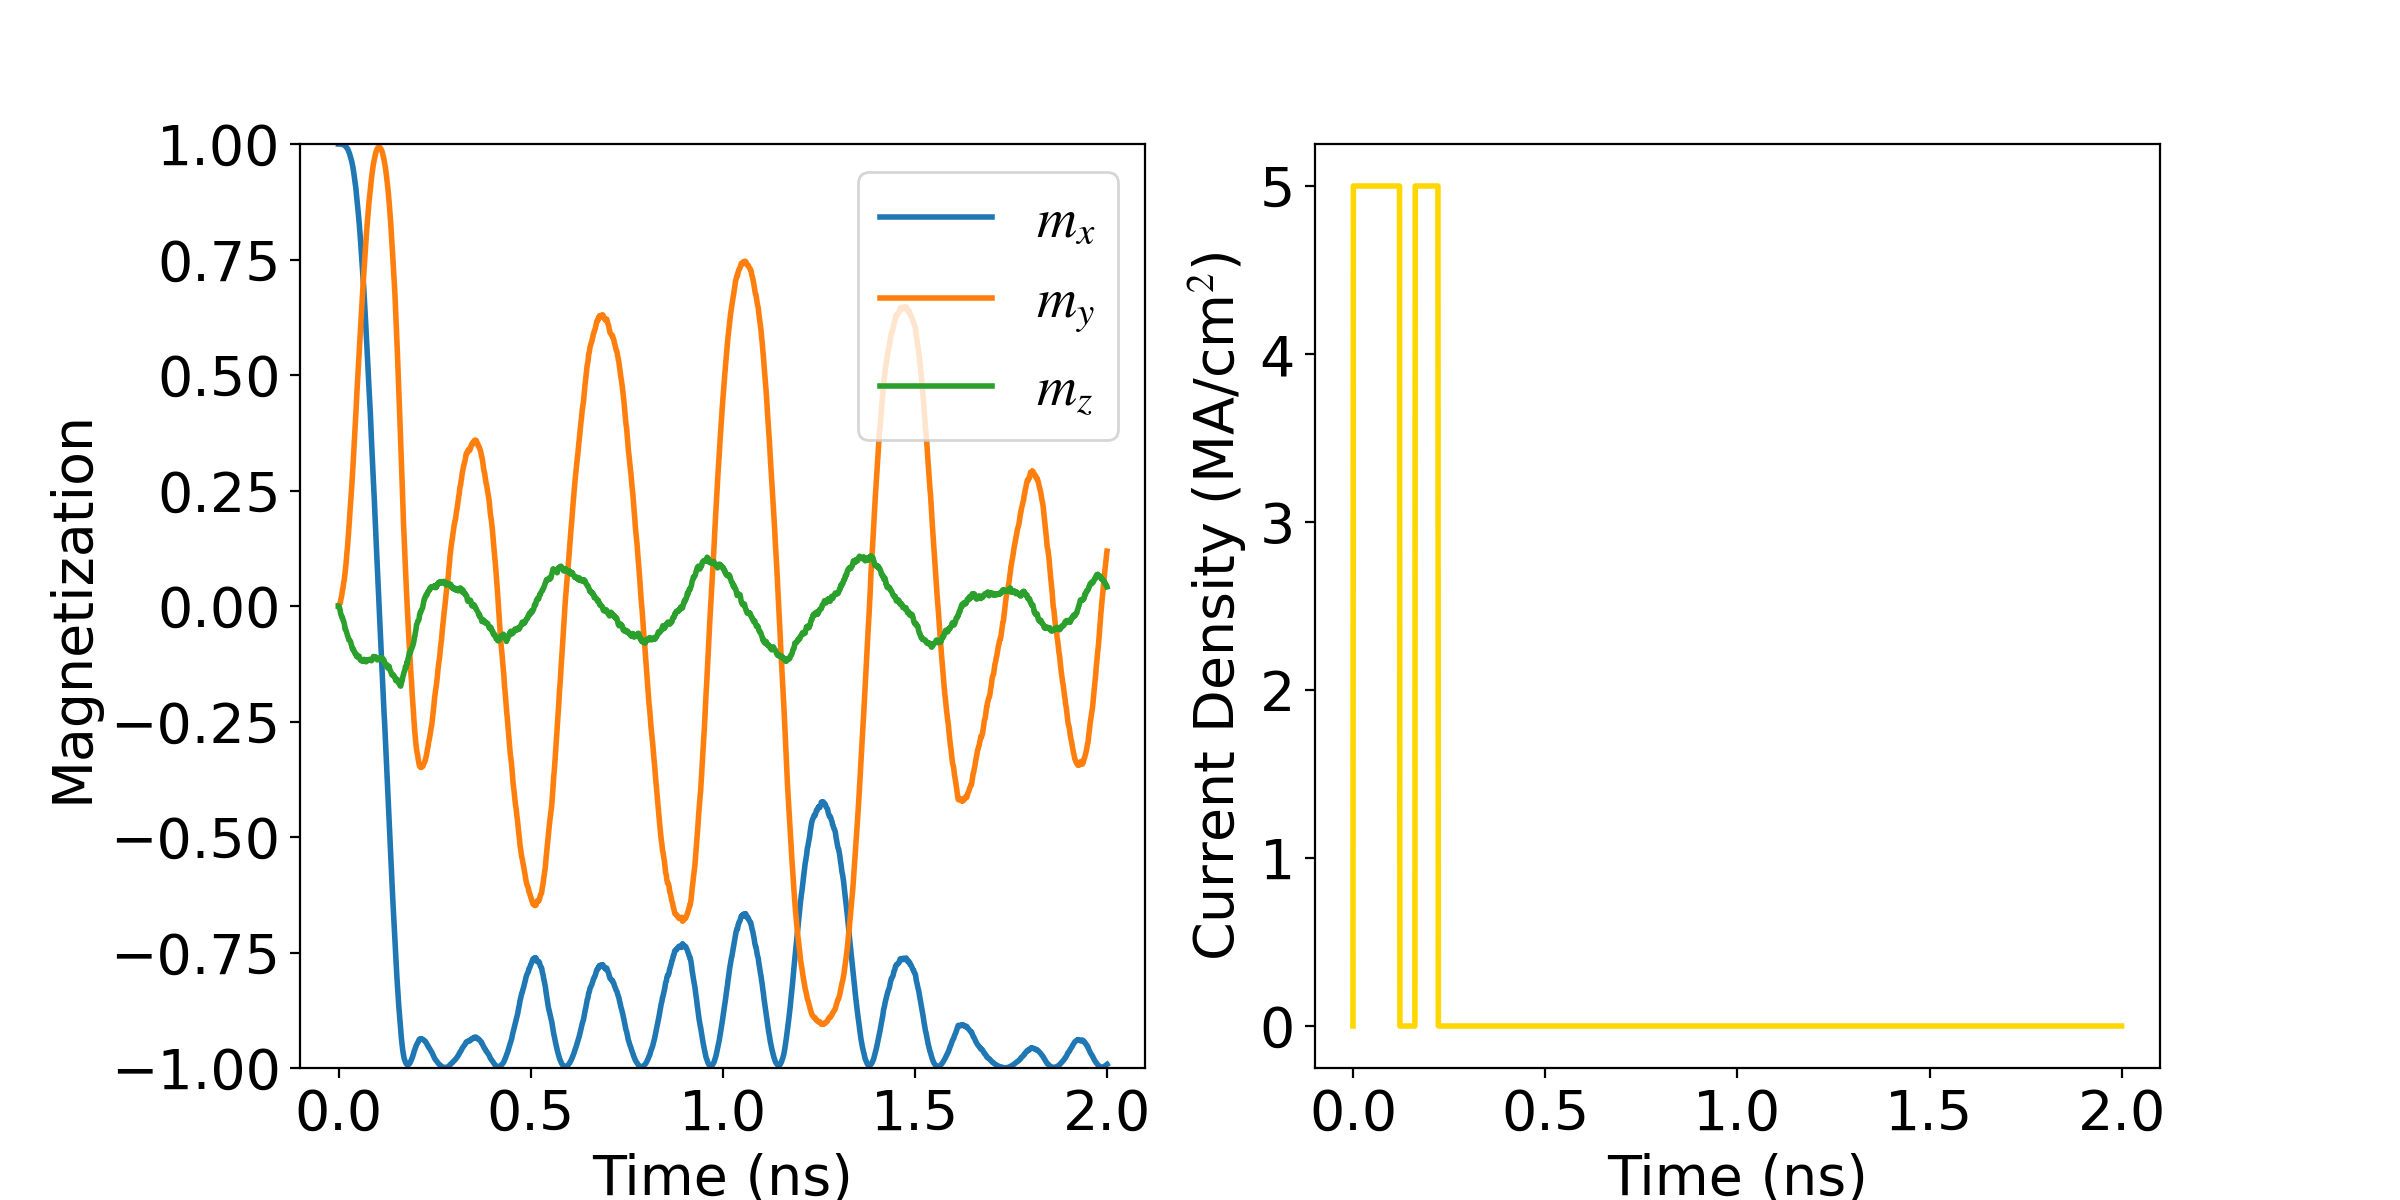 Magnetization
1.00
0.75
0.50
0.25
0.00
−0.25
−0.50
−0.75
−1.00
0.0 0.5 1.0 1.5 2.0
Time (ns)
m_x
m_y
m_z
Current Density (MA/cm²)
5
4
3
2
1
0
0.0 0.5 1.0 1.5 2.0
Time (ns)